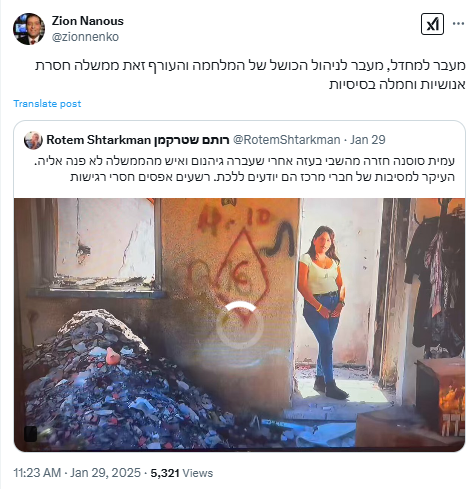 Zion Nanous
@zionnenko
מעבר למחדל, מעבר לניהול הכושל של המלחמה והעורף זאת ממשלה חסרת
אנושיות וחמלה בסיסיות
Translate post
Rotem Shtarkman רותם שטרקמן @RotemShtarkman · Jan 29
עמית סוסנה חזרה מהשבי בעזה אחרי שעברה גיהנום ואיש מהממשלה לא פנה אליה.
העיקר למסיבות של חברי מרכז הם יודעים ללכת. רשעים אפסים חסרי רגישות
11:23 AM · Jan 29, 2025 · 5,321 Views